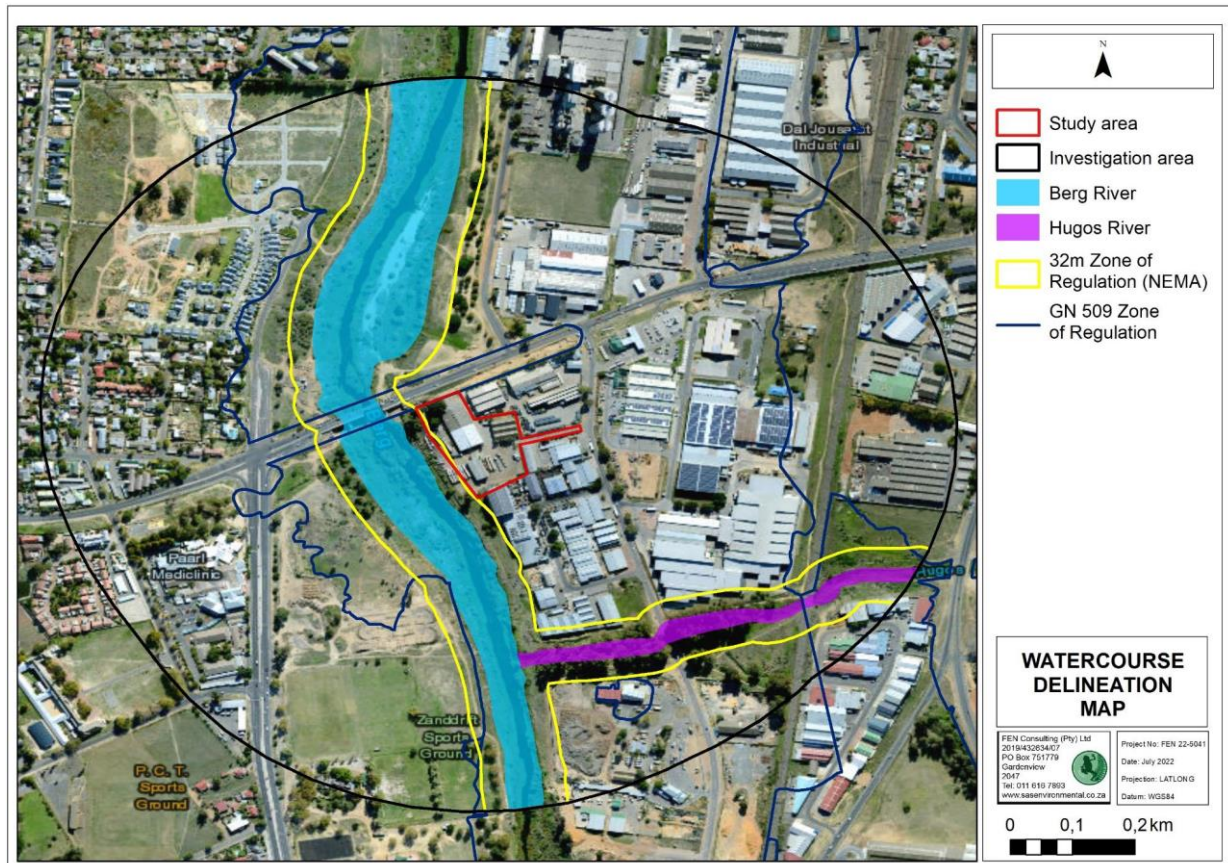 Dal Jousafat
Industrial
Paarl
Mediclinic
Zanddrift
Sports
Ground
P. C. T.
Sports
Ground
Hugos
N
Study area
Investigation area
Berg River
Hugos River
32m Zone of
Regulation (NEMA)
GN 509 Zone
of Regulation
WATERCOURSE
DELINEATION
MAP
FEN Consulting (Pty) Ltd
2019/432634/07
PO Box 751779
Gardenview
2047
Tel: 011 616 7893
www.sasenvironmental.co.za
Project No: FEN 22-5041
Date: July 2022
Projection: LATLONG
Datum: WGS84
0 0,1 0,2 km